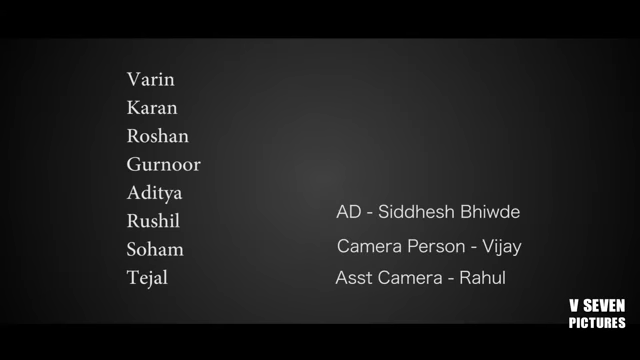 Varin
Karan
Roshan
Gurnoor
Aditya
Rushil
Soham
Tejal
AD - Siddhesh Bhiwde
Camera Person - Vijay
Asst Camera - Rahul
V SEVEN
PICTURES